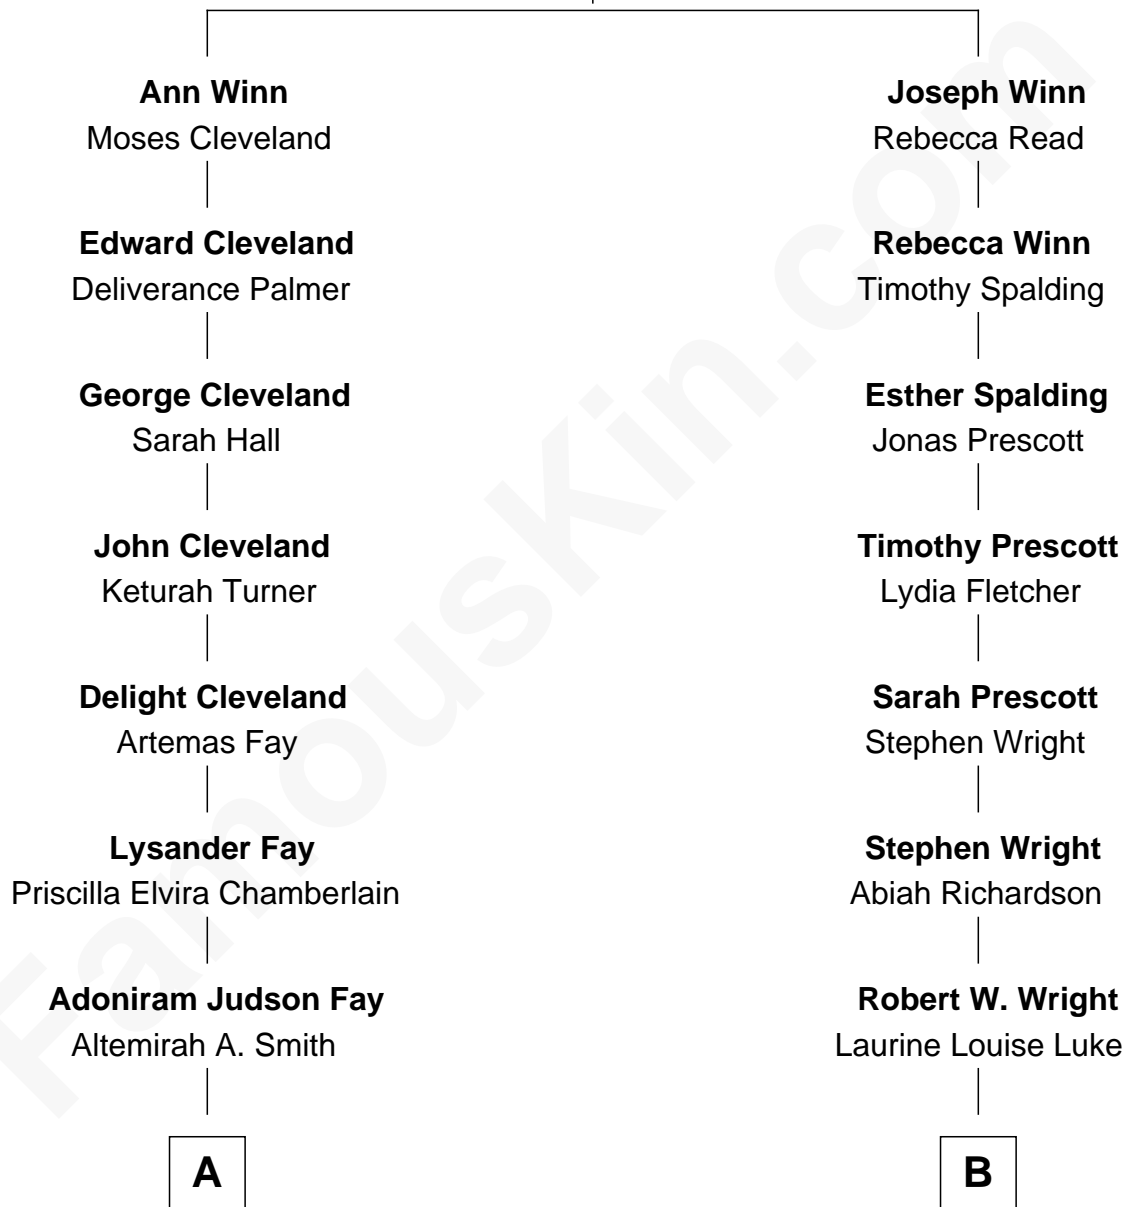 Ann Winn
Moses Cleveland
Edward Cleveland
Deliverance Palmer
George Cleveland
Sarah Hall
John Cleveland
Keturah Turner
Delight Cleveland
Artemas Fay
Lysander Fay
Priscilla Elvira Chamberlain
Adoniram Judson Fay
Altemirah A. Smith
A
Joseph Winn
Rebecca Read
Rebecca Winn
Timothy Spalding
Esther Spalding
Jonas Prescott
Timothy Prescott
Lydia Fletcher
Sarah Prescott
Stephen Wright
Stephen Wright
Abiah Richardson
Robert W. Wright
Laurine Louise Luke
B
FamousKin.com